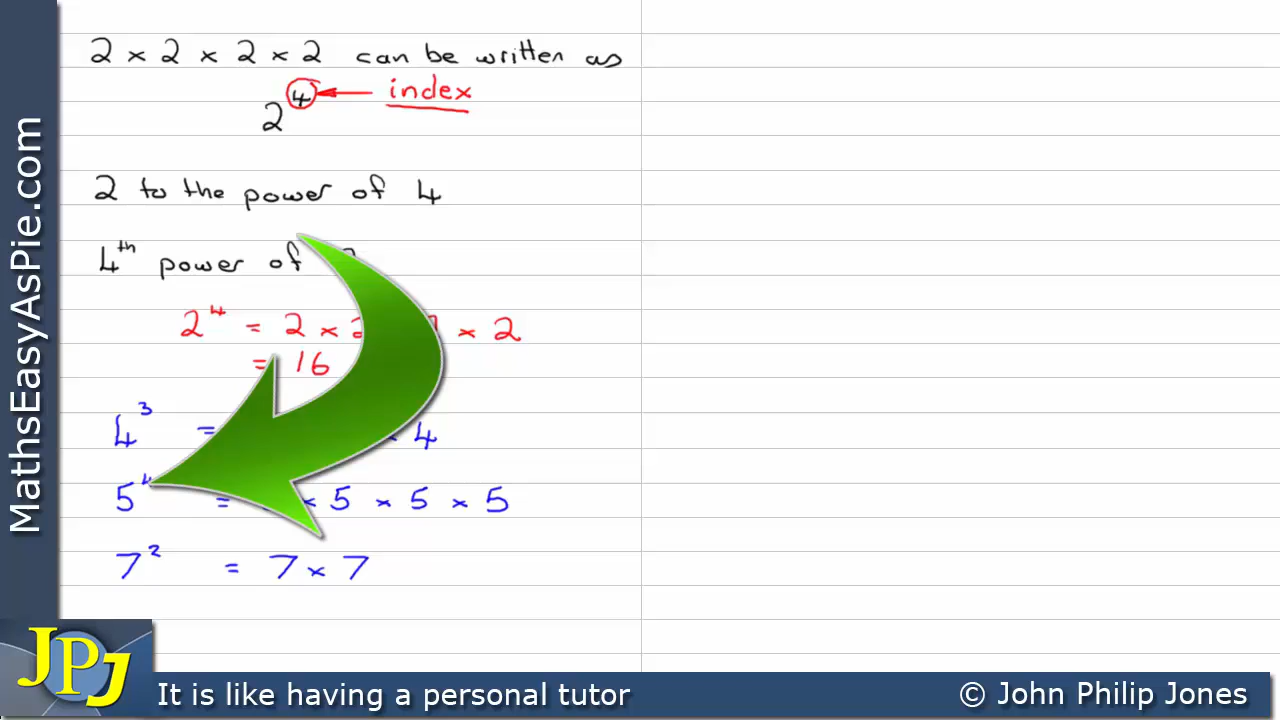 2 × 2 × 2 × 2 can be written as
2⁴ index
2 to the power of 4
4th power of
2⁴ = 2 × 2 × 2
= 16
4³ = × 4
5⁴ = × 5 × 5 × 5
7² = 7 × 7
MathsEasyAsPie.com
JPJ
It is like having a personal tutor
© John Philip Jones